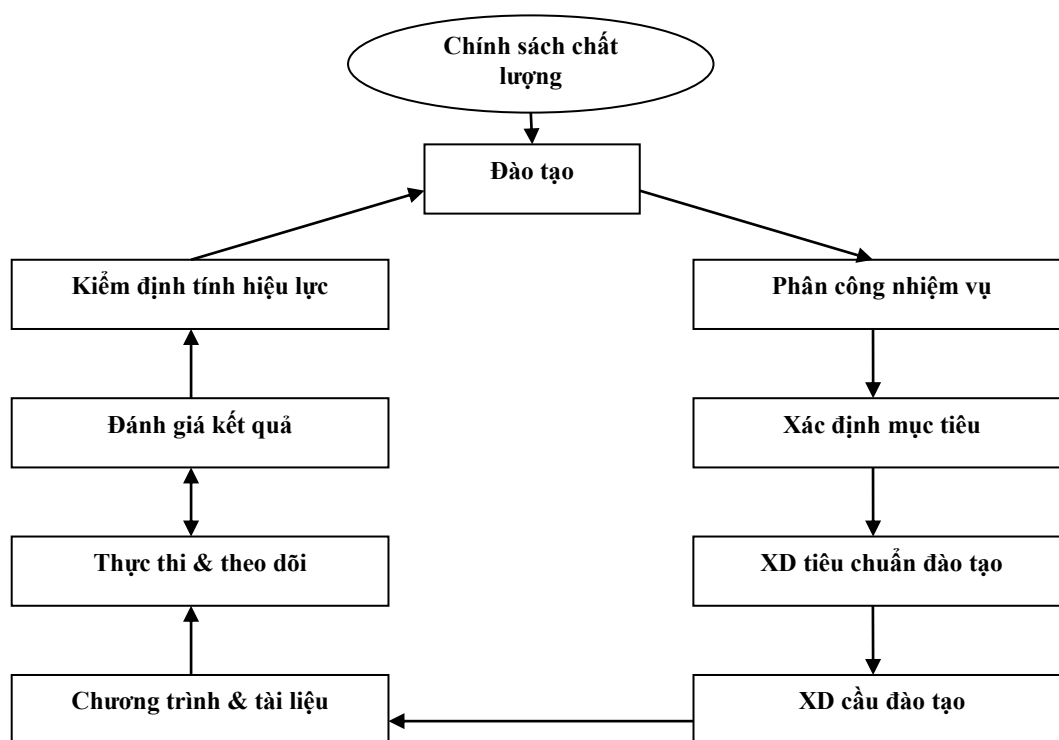 Chính sách chất
lượng
Đào tạo
Kiểm định tính hiệu lực
Phân công nhiệm vụ
Đánh giá kết quả
Xác định mục tiêu
Thực thi & theo dõi
XD tiêu chuẩn đào tạo
Chương trình & tài liệu
XD cầu đào tạo